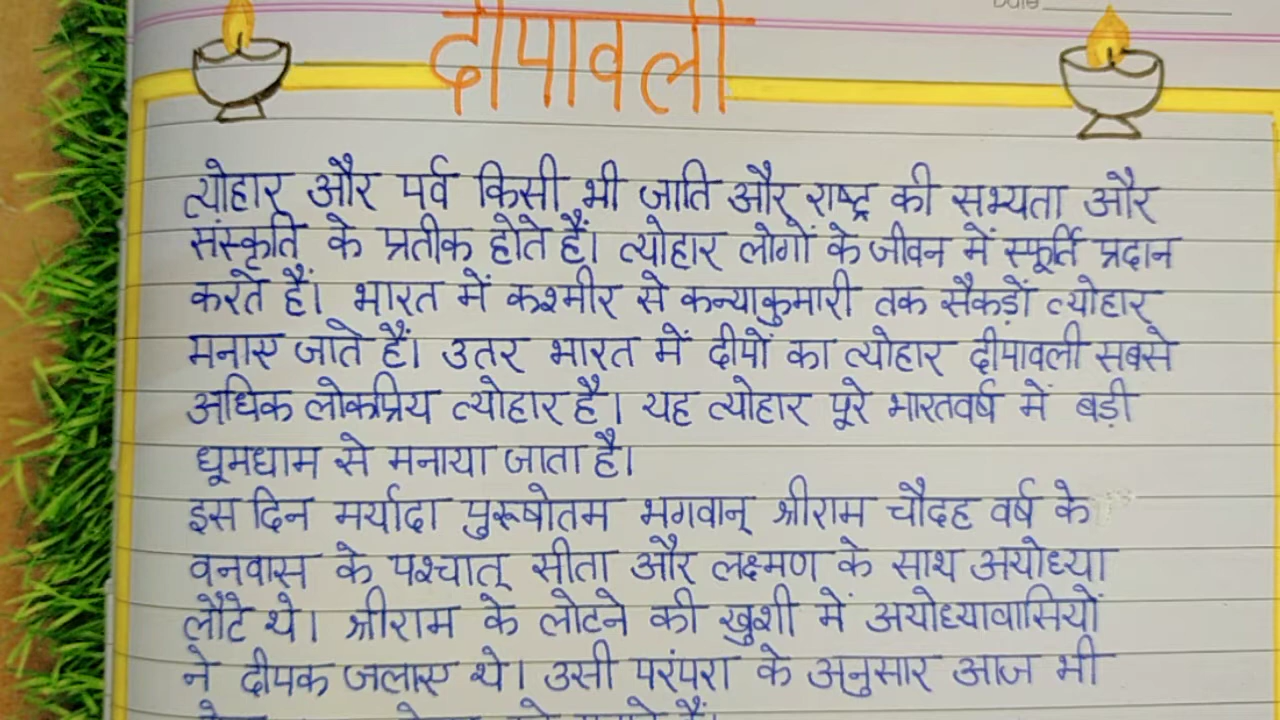 Date
दीपावली
त्योहार और पर्व किसी भी जाति और राष्ट्र की सभ्यता और
संस्कृति के प्रतीक होते हैं। त्योहार लोगों के जीवन में स्फूर्ति प्रदान
करते हैं। भारत में कश्मीर से कन्याकुमारी तक सैकड़ों त्योहार
मनाए जाते हैं। उतर भारत में दीपों का त्योहार दीपावली सबसे
अधिक लोकप्रिय त्योहार है। यह त्योहार पूरे भारतवर्ष में बड़ी
धूमधाम से मनाया जाता है।
इस दिन मर्यादा पुरूषोतम भगवान् श्रीराम चौदह वर्ष के
वनवास के पश्चात् सीता और लक्ष्मण के साथ अयोध्या
लौटे थे। श्रीराम के लोटने की खुशी में अयोध्यावासियों
ने दीपक जलाए थे। उसी परंपरा के अनुसार आज भी